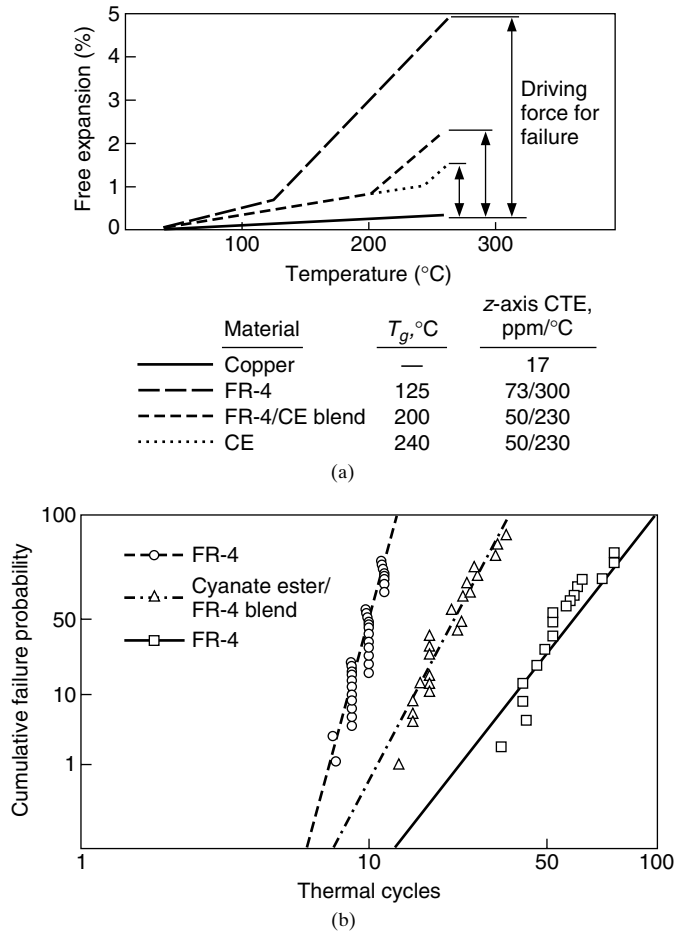 5
4
3
2
1
0
Free expansion (%)
Driving
force for
failure
100 200 300
Temperature (°C)
Material Tg,°C z-axis CTE, ppm/°C
Copper — 17
FR-4 125 73/300
FR-4/CE blend 200 50/230
CE 240 50/230
(a)
100
50
10
1
Cumulative failure probability
FR-4
Cyanate ester/
FR-4 blend
FR-4
1 10 50 100
Thermal cycles
(b)